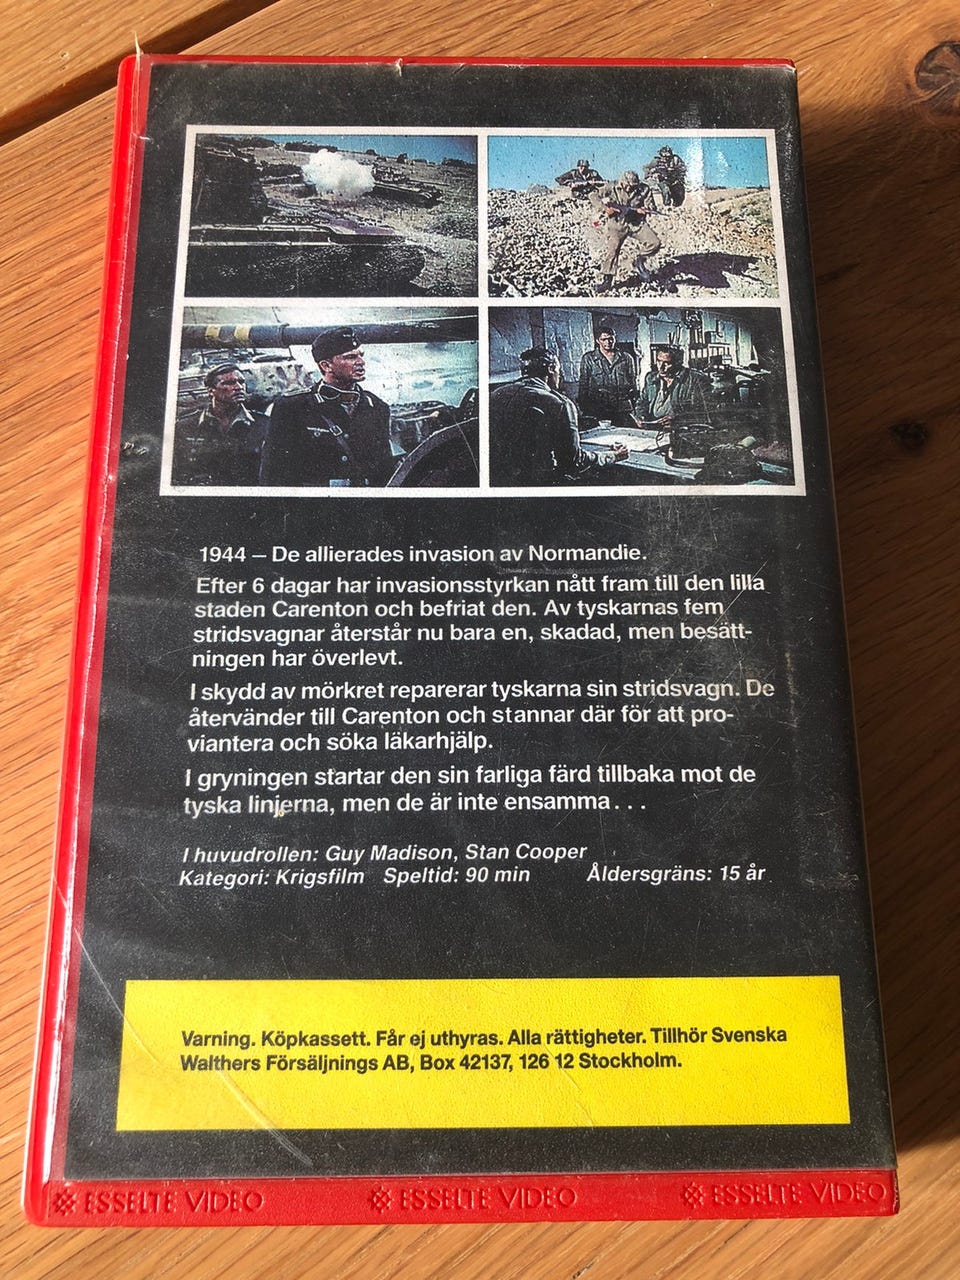 1944 – De allierades invasion av Normandie.
Efter 6 dagar har invasionsstyrkan nått fram till den lilla
staden Carenton och befriat den. Av tyskarnas fem
stridsvagnar återstår nu bara en, skadad, men besätt-
ningen har överlevt.
I skydd av mörkret reparerar tyskarna sin stridsvagn. De
återvänder till Carenton och stannar där för att pro-
viantera och söka läkarhjälp.
I gryningen startar den sin farliga färd tillbaka mot de
tyska linjerna, men de är inte ensamma...
I huvudrollen: Guy Madison, Stan Cooper
Kategori: Krigsfilm Speltid: 90 min Åldersgräns: 15 år
Varning. Köpkassett. Får ej uthyras. Alla rättigheter. Tillhör Svenska
Walthers Försäljnings AB, Box 42137, 126 12 Stockholm.
ESSELTE VIDEO ESSELTE VIDEO ESSELTE VIDEO